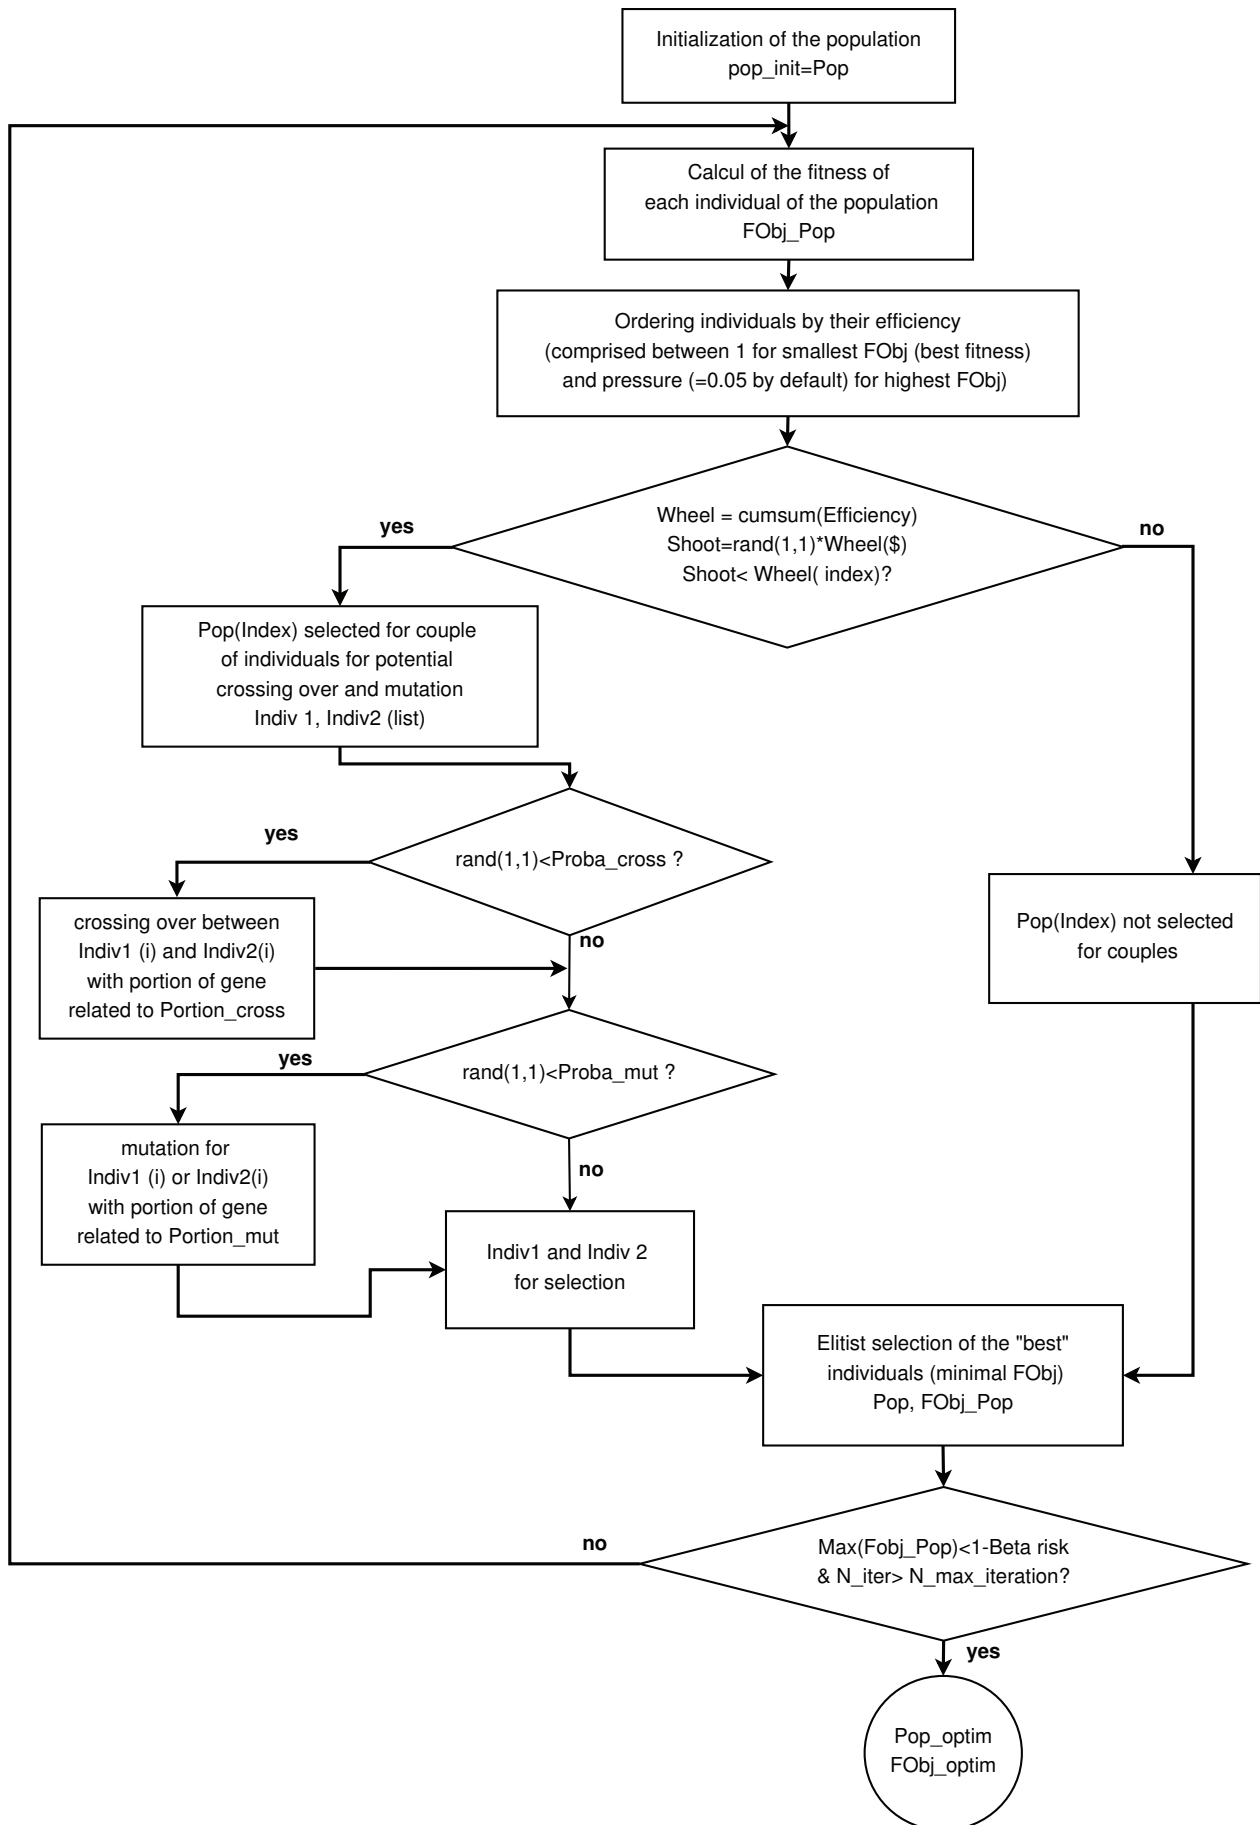 Initialization of the population
pop_init=Pop
Calcul of the fitness of
each individual of the population
FObj_Pop
Ordering individuals by their efficiency
(comprised between 1 for smallest FObj (best fitness)
and pressure (=0.05 by default) for highest FObj)
Wheel = cumsum(Efficiency)
Shoot=rand(1,1)*Wheel($)
Shoot< Wheel( index)?
yes
no
Pop(Index) selected for couple
of individuals for potential
crossing over and mutation
Indiv 1, Indiv2 (list)
rand(1,1)<Proba_cross ?
yes
no
crossing over between
Indiv1 (i) and Indiv2(i)
with portion of gene
related to Portion_cross
Pop(Index) not selected
for couples
rand(1,1)<Proba_mut ?
yes
no
mutation for
Indiv1 (i) or Indiv2(i)
with portion of gene
related to Portion_mut
Indiv1 and Indiv 2
for selection
Elitist selection of the "best"
individuals (minimal FObj)
Pop, FObj_Pop
no
Max(Fobj_Pop)<1-Beta risk
& N_iter> N_max_iteration?
yes
Pop_optim
FObj_optim